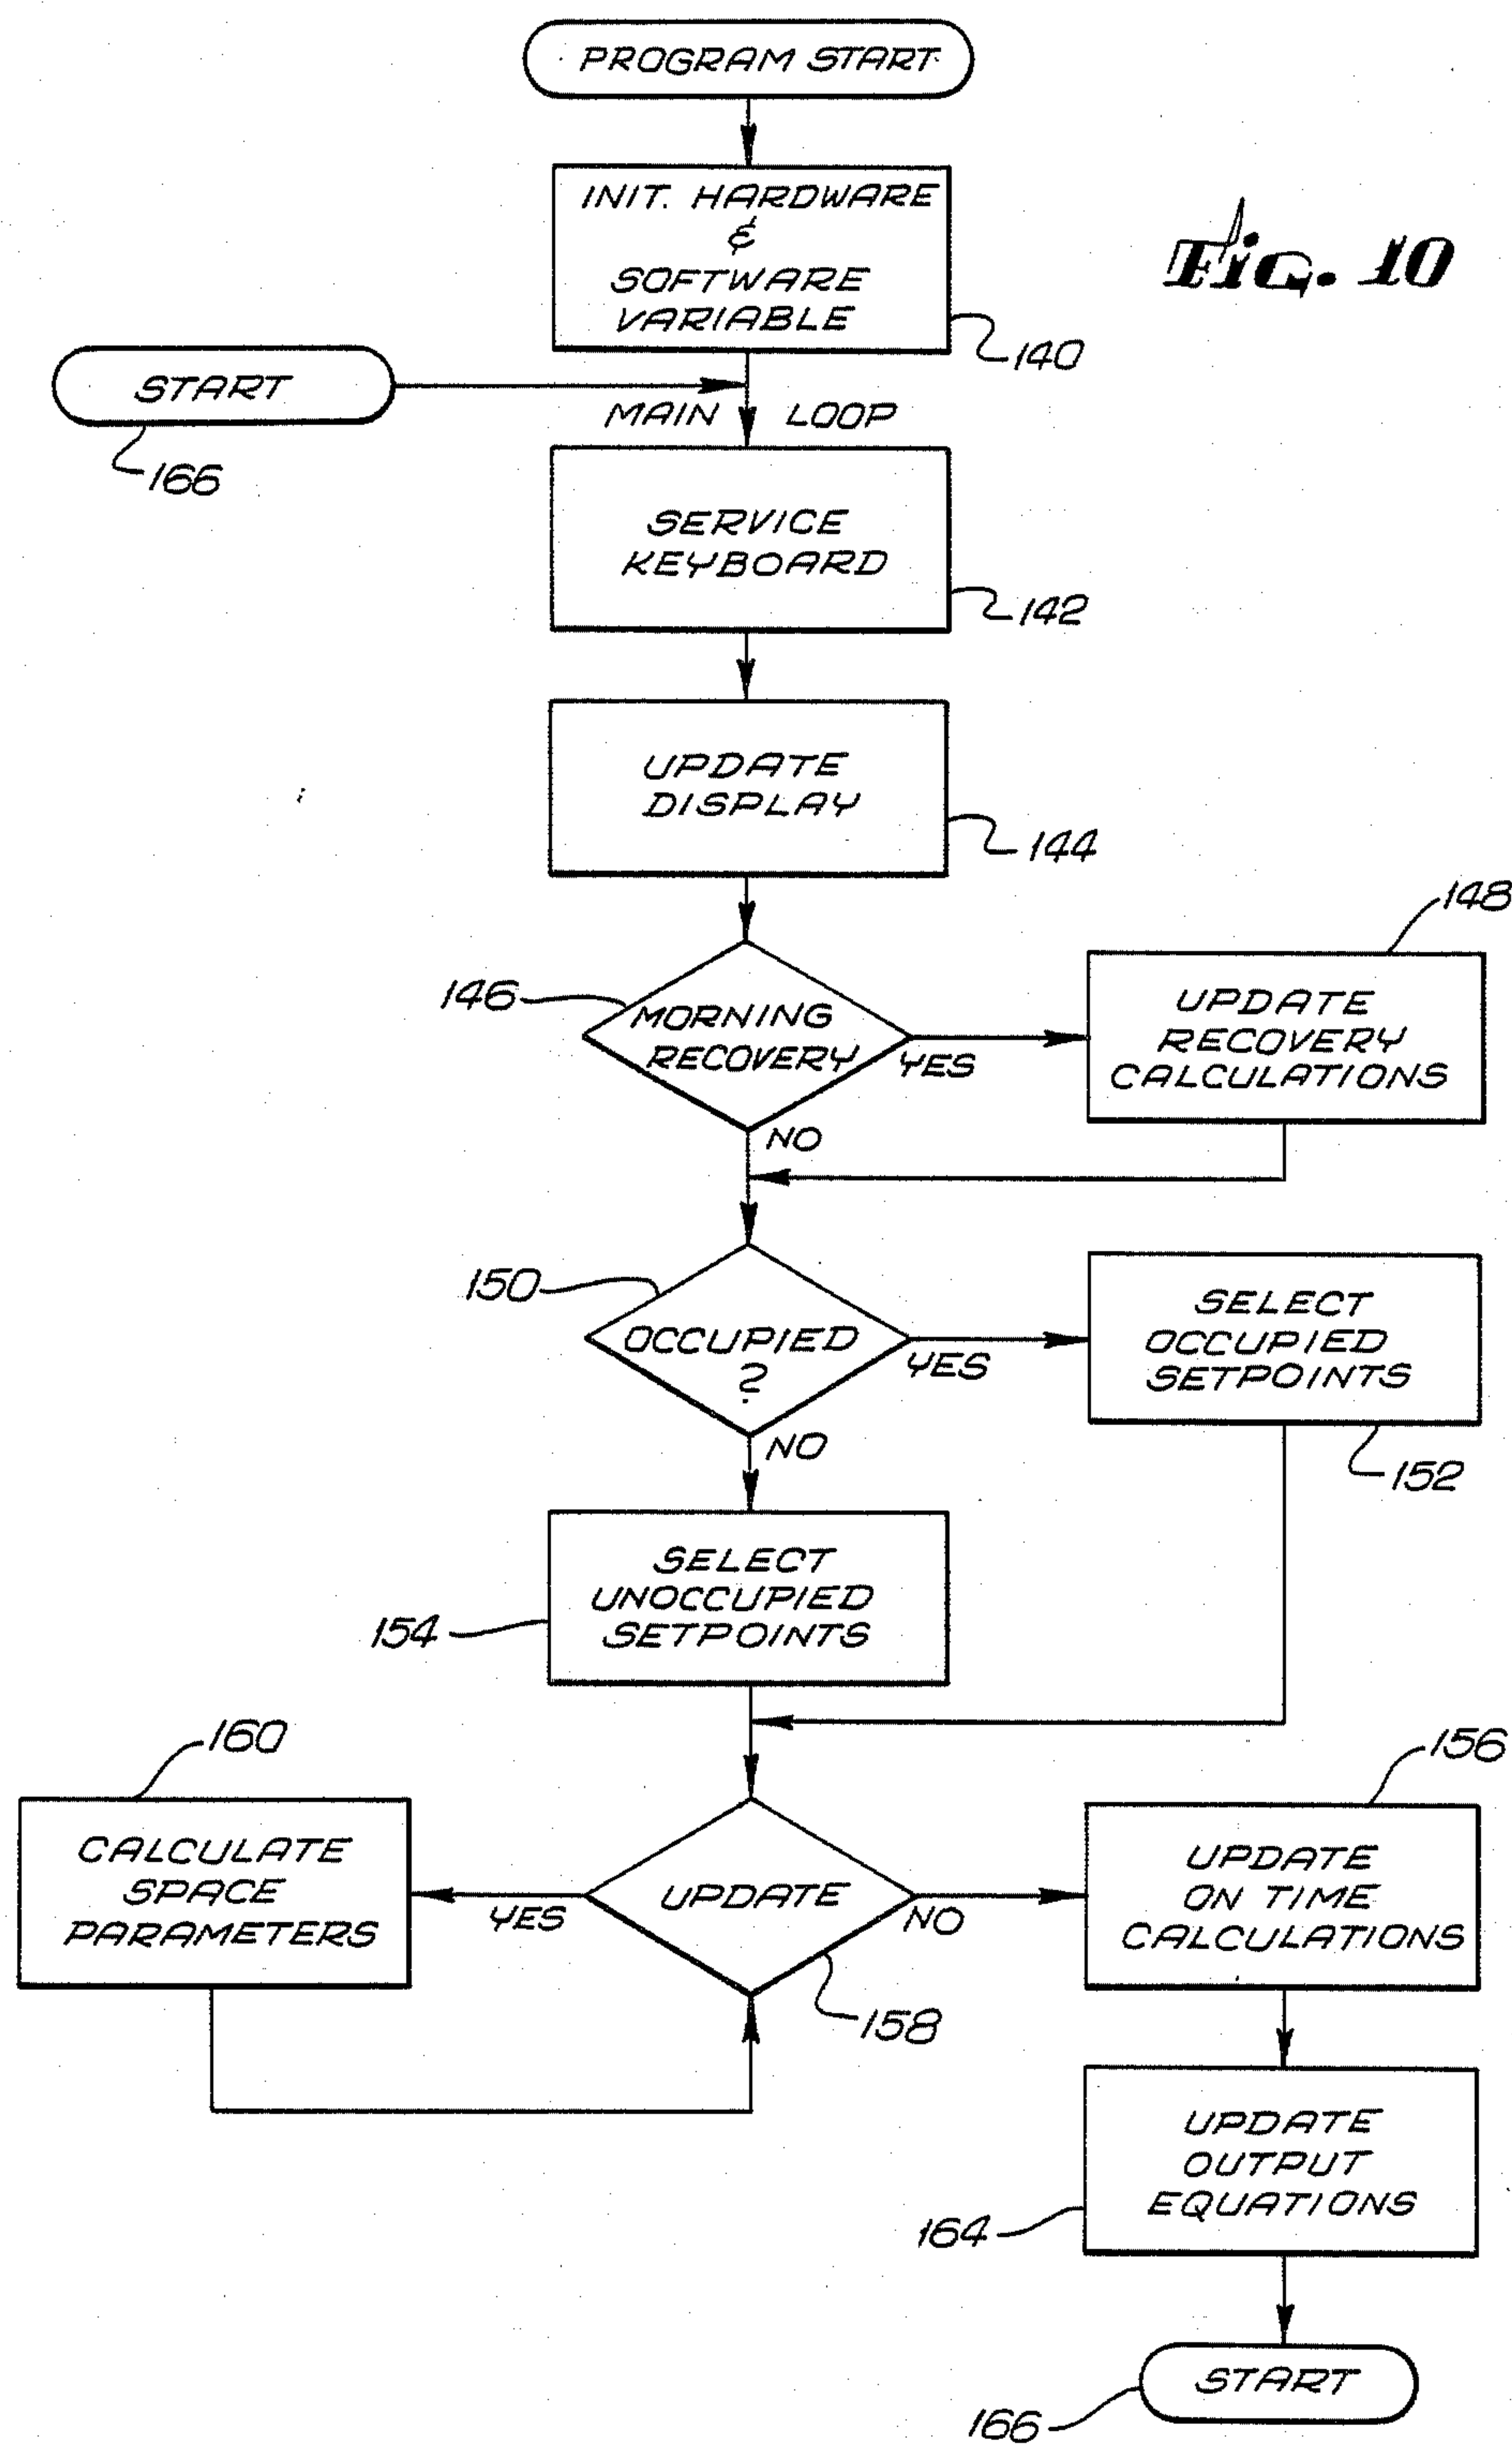 PROGRAM START
INIT. HARDWARE
&
SOFTWARE
VARIABLE
Fig. 10
140
START
166
MAIN LOOP
SERVICE
KEYBOARD
142
UPDATE
DISPLAY
144
146
MORNING
RECOVERY
YES
NO
148
UPDATE
RECOVERY
CALCULATIONS
150
OCCUPIED
?
YES
NO
SELECT
OCCUPIED
SETPOINTS
152
SELECT
UNOCCUPIED
SETPOINTS
154
160
CALCULATE
SPACE
PARAMETERS
YES
UPDATE
NO
158
156
UPDATE
ON TIME
CALCULATIONS
UPDATE
OUTPUT
EQUATIONS
164
START
166